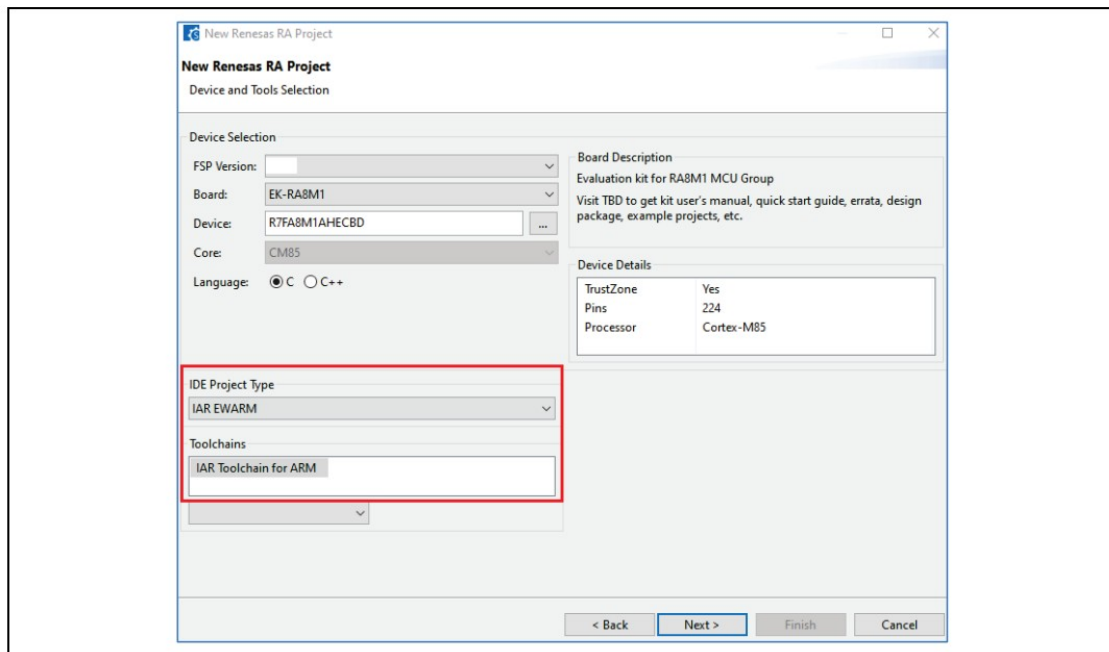 New Renesas RA Project
New Renesas RA Project
Device and Tools Selection
Device Selection
FSP Version:
Board: EK-RA8M1
Device: R7FA8M1AHECBD ...
Core: CM85
Language: C C++
Board Description
Evaluation kit for RA8M1 MCU Group
Visit TBD to get kit user's manual, quick start guide, errata, design
package, example projects, etc.
Device Details
TrustZone Yes
Pins 224
Processor Cortex-M85
IDE Project Type
IAR EWARM
Toolchains
IAR Toolchain for ARM
< Back Next > Finish Cancel